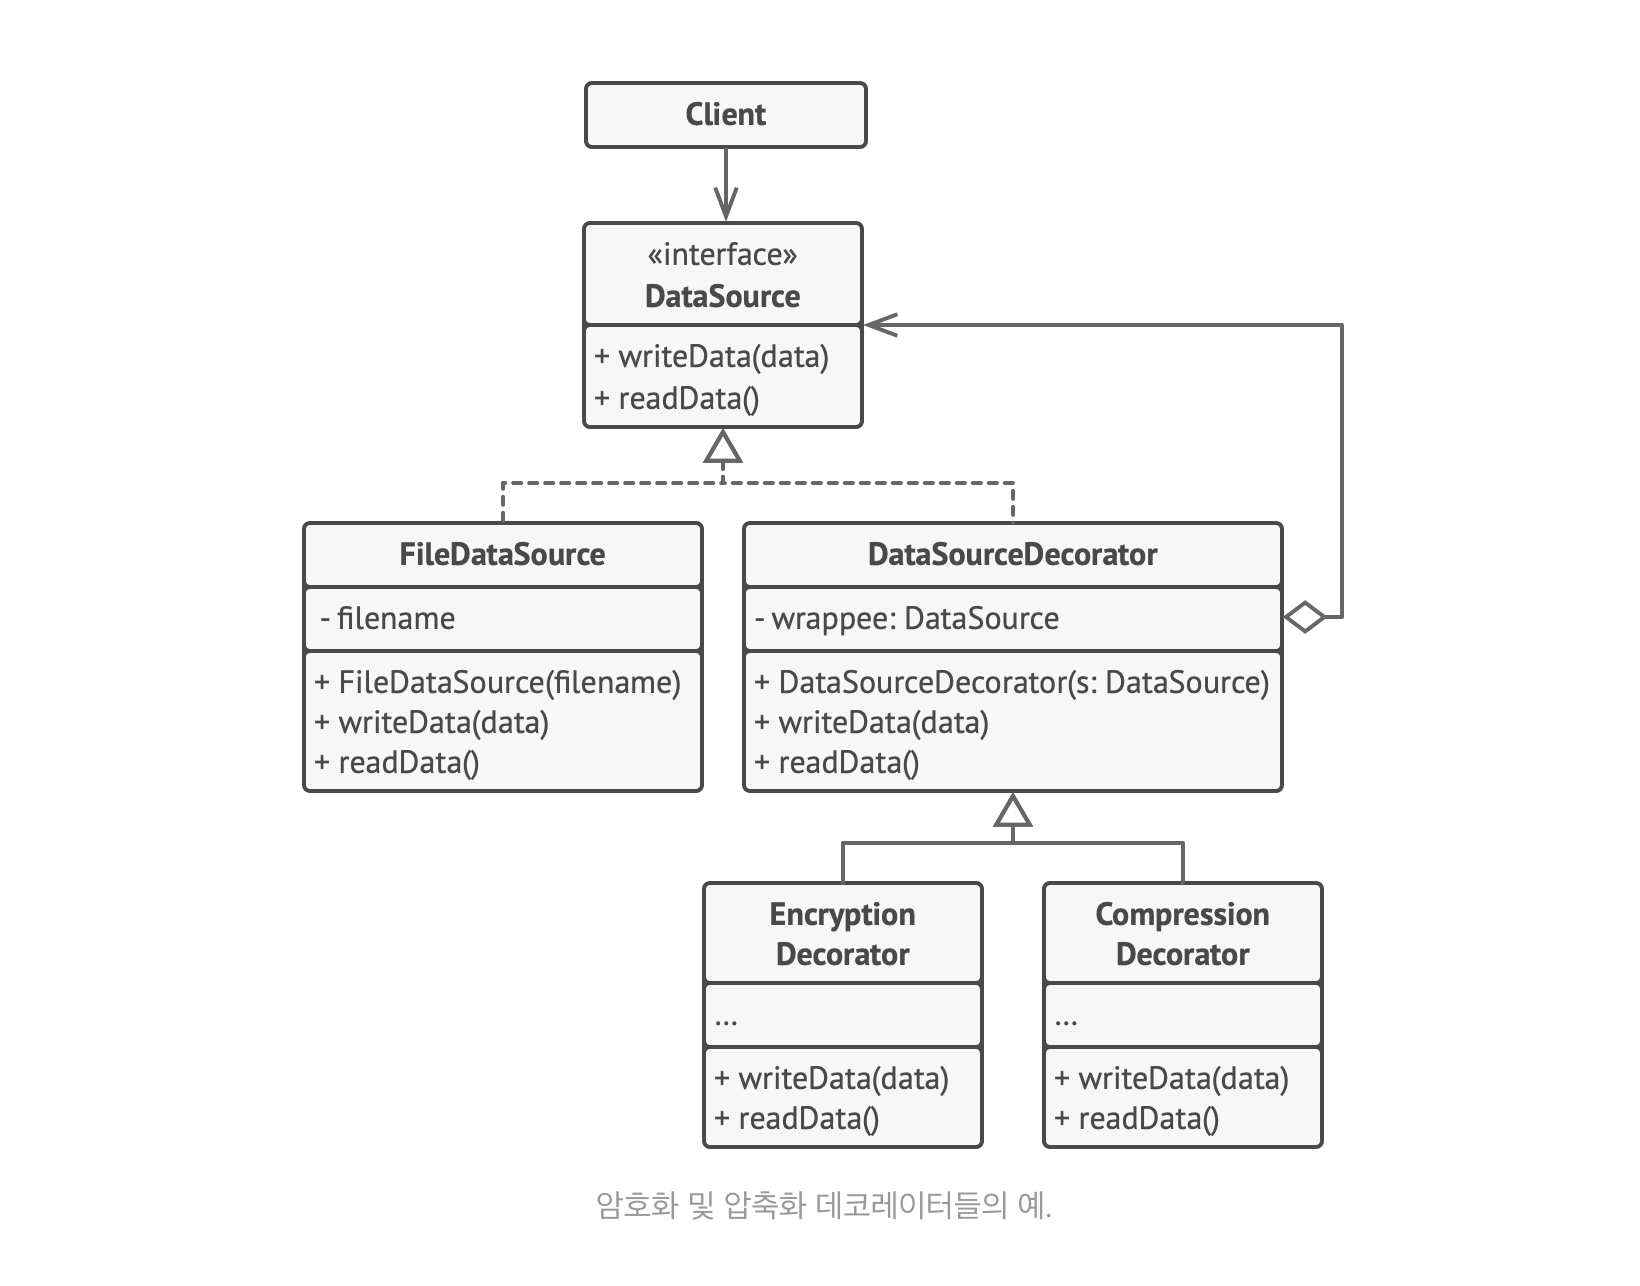 Client
«interface»
DataSource
+ writeData(data)
+ readData()
FileDataSource
- filename
+ FileDataSource(filename)
+ writeData(data)
+ readData()
DataSourceDecorator
- wrappee: DataSource
+ DataSourceDecorator(s: DataSource)
+ writeData(data)
+ readData()
Encryption
Decorator
...
+ writeData(data)
+ readData()
Compression
Decorator
...
+ writeData(data)
+ readData()
암호화 및 압축화 데코레이터들의 예.